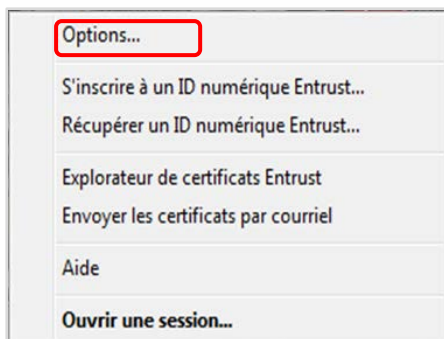 Options...
S'inscrire à un ID numérique Entrust...
Récupérer un ID numérique Entrust...
Explorateur de certificats Entrust
Envoyer les certificats par courriel
Aide
Ouvrir une session...